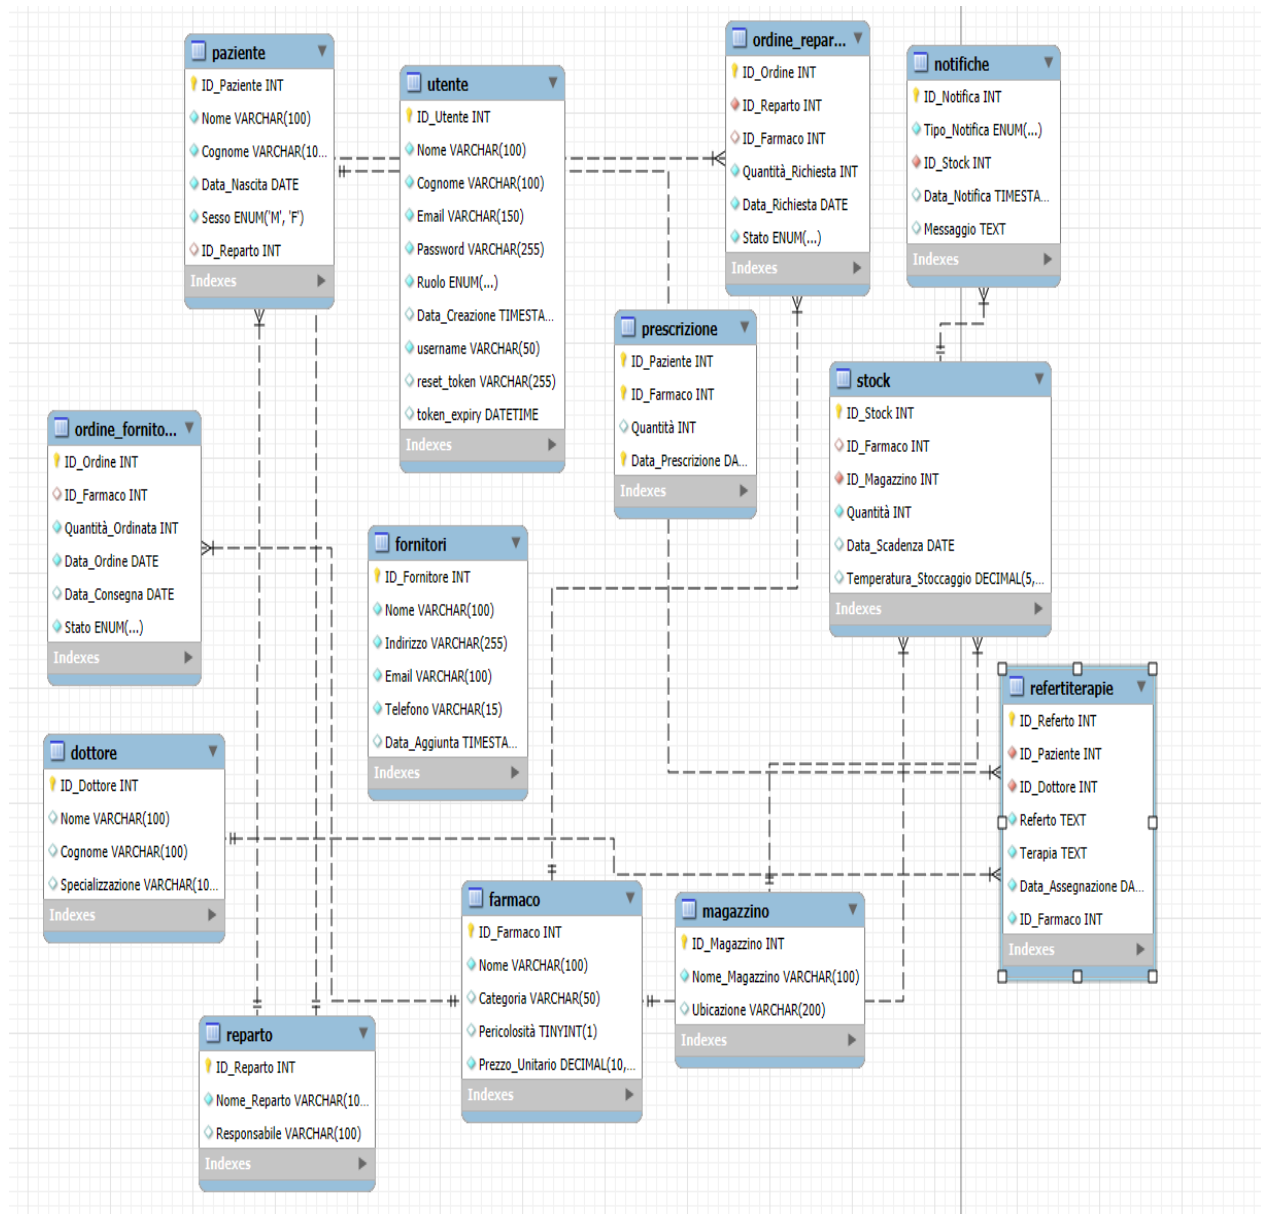 paziente
ID_Paziente INT
Nome VARCHAR(100)
Cognome VARCHAR(10...
Data_Nascita DATE
Sesso ENUM('M', 'F')
ID_Reparto INT
Indexes
utente
ID_Utente INT
Nome VARCHAR(100)
Cognome VARCHAR(100)
Email VARCHAR(150)
Password VARCHAR(255)
Ruolo ENUM(...)
Data_Creazione TIMESTA...
username VARCHAR(50)
reset_token VARCHAR(255)
token_expiry DATETIME
Indexes
ordine_repar...
ID_Ordine INT
ID_Reparto INT
ID_Farmaco INT
Quantità_Richiesta INT
Data_Richiesta DATE
Stato ENUM(...)
Indexes
notifiche
ID_Notifica INT
Tipo_Notifica ENUM(...)
ID_Stock INT
Data_Notifica TIMESTA...
Messaggio TEXT
Indexes
prescrizione
ID_Paziente INT
ID_Farmaco INT
Quantità INT
Data_Prescrizione DA...
Indexes
stock
ID_Stock INT
ID_Farmaco INT
ID_Magazzino INT
Quantità INT
Data_Scadenza DATE
Temperatura_Stoccaggio DECIMAL(5,...
Indexes
ordine_fornito...
ID_Ordine INT
ID_Farmaco INT
Quantità_Ordinata INT
Data_Ordine DATE
Data_Consegna DATE
Stato ENUM(...)
Indexes
fornitori
ID_Fornitore INT
Nome VARCHAR(100)
Indirizzo VARCHAR(255)
Email VARCHAR(100)
Telefono VARCHAR(15)
Data_Aggiunta TIMESTA...
Indexes
refertiterapie
ID_Referto INT
ID_Paziente INT
ID_Dottore INT
Referto TEXT
Terapia TEXT
Data_Assegnazione DA...
ID_Farmaco INT
Indexes
dottore
ID_Dottore INT
Nome VARCHAR(100)
Cognome VARCHAR(100)
Specializzazione VARCHAR(10...
Indexes
farmaco
ID_Farmaco INT
Nome VARCHAR(100)
Categoria VARCHAR(50)
Pericolosità TINYINT(1)
Prezzo_Unitario DECIMAL(10,...
Indexes
magazzino
ID_Magazzino INT
Nome_Magazzino VARCHAR(100)
Ubicazione VARCHAR(200)
Indexes
reparto
ID_Reparto INT
Nome_Reparto VARCHAR(10...
Responsabile VARCHAR(100)
Indexes